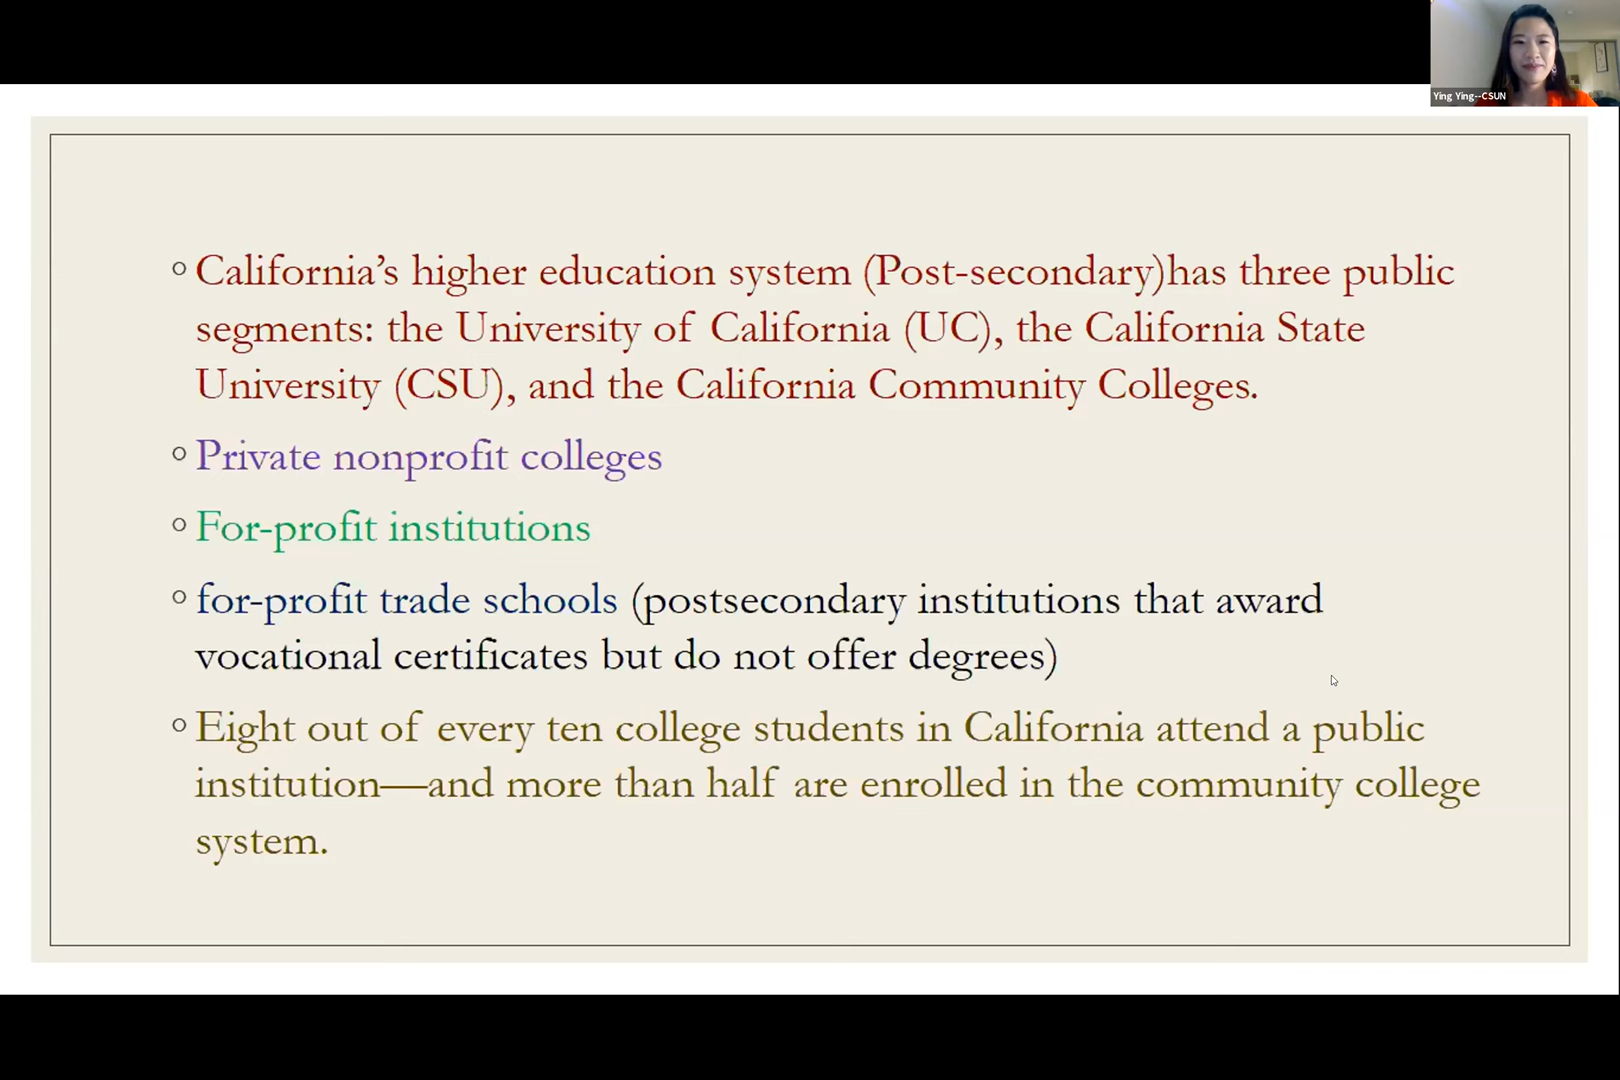 Ying Ying--CSUN
California’s higher education system (Post-secondary)has three public
segments: the University of California (UC), the California State
University (CSU), and the California Community Colleges.
Private nonprofit colleges
For-profit institutions
for-profit trade schools (postsecondary institutions that award
vocational certificates but do not offer degrees)
Eight out of every ten college students in California attend a public
institution—and more than half are enrolled in the community college
system.